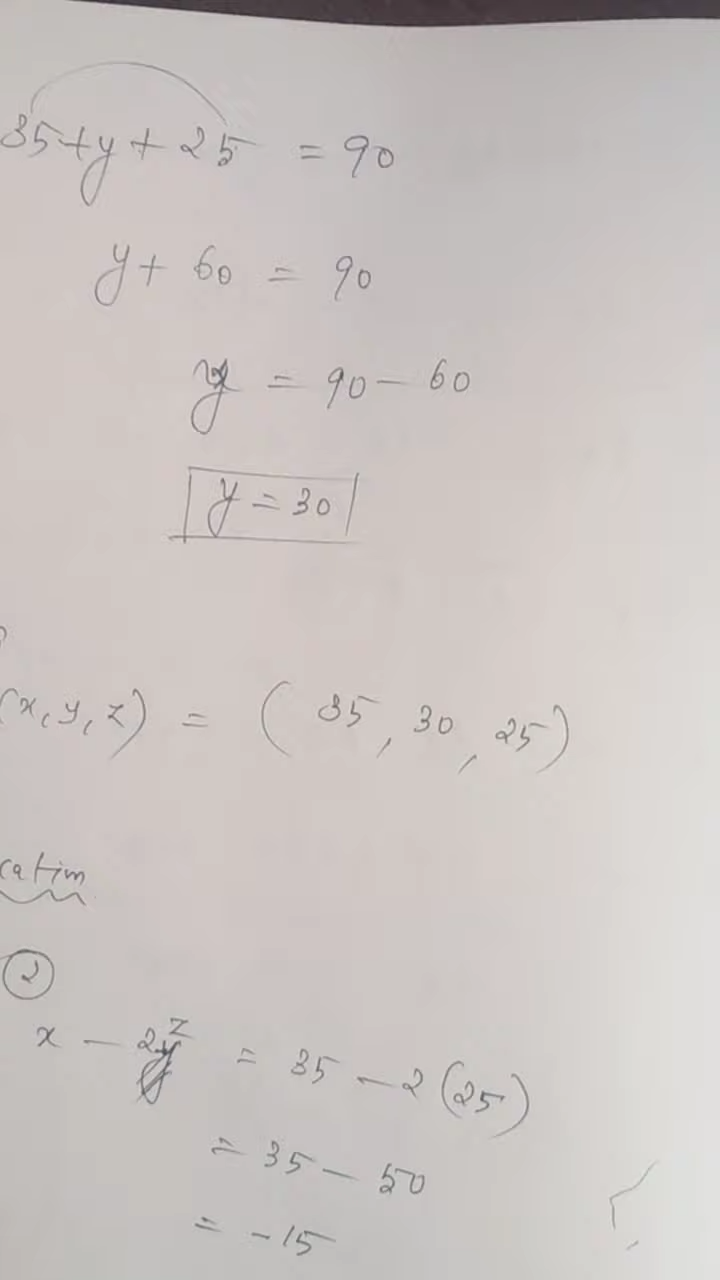 35+y+25 = 90
y+ 60 = 90
y = 90 - 60
y = 30
(x, y, z) = ( 35, 30, 25)
cation
2
x - 2z = 35 - 2(25)
= 35 - 50
= -15